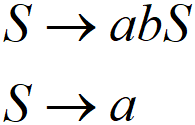 S → abS
S → a